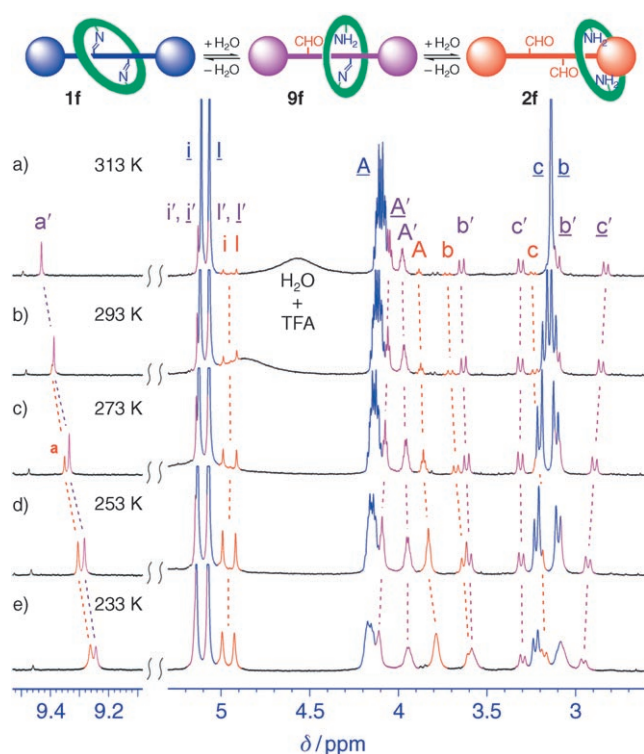 N N CHO NH₂ N CHO NH₂ CHO NH₂
+ H₂O + H₂O
– H₂O – H₂O
1f 9f 2f
a) 313 K
a′ i l A c b
i′, i′ l′, l′ i l A′ A′ A b b′ c′ c b′ c′
H₂O
+
TFA
b) 293 K
c) 273 K
a
d) 253 K
e) 233 K
9.4 9.2 5 4.5 4 3.5 3
δ/ppm